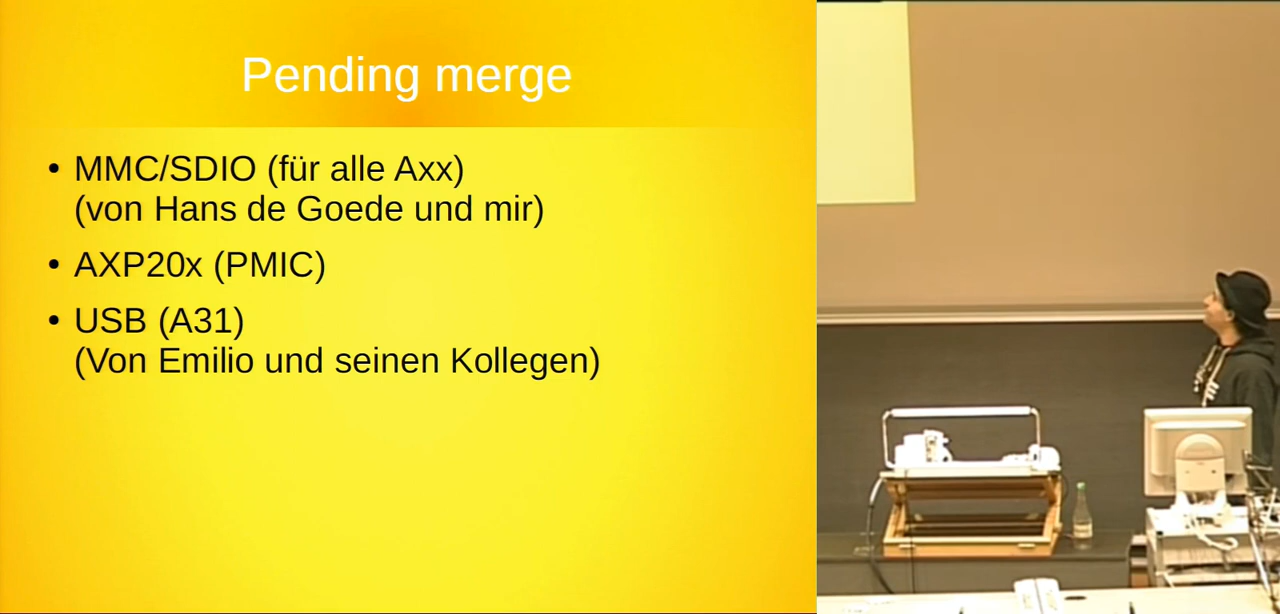 Pending merge
• MMC/SDIO (für alle Axx)
(von Hans de Goede und mir)
• AXP20x (PMIC)
• USB (A31)
(Von Emilio und seinen Kollegen)